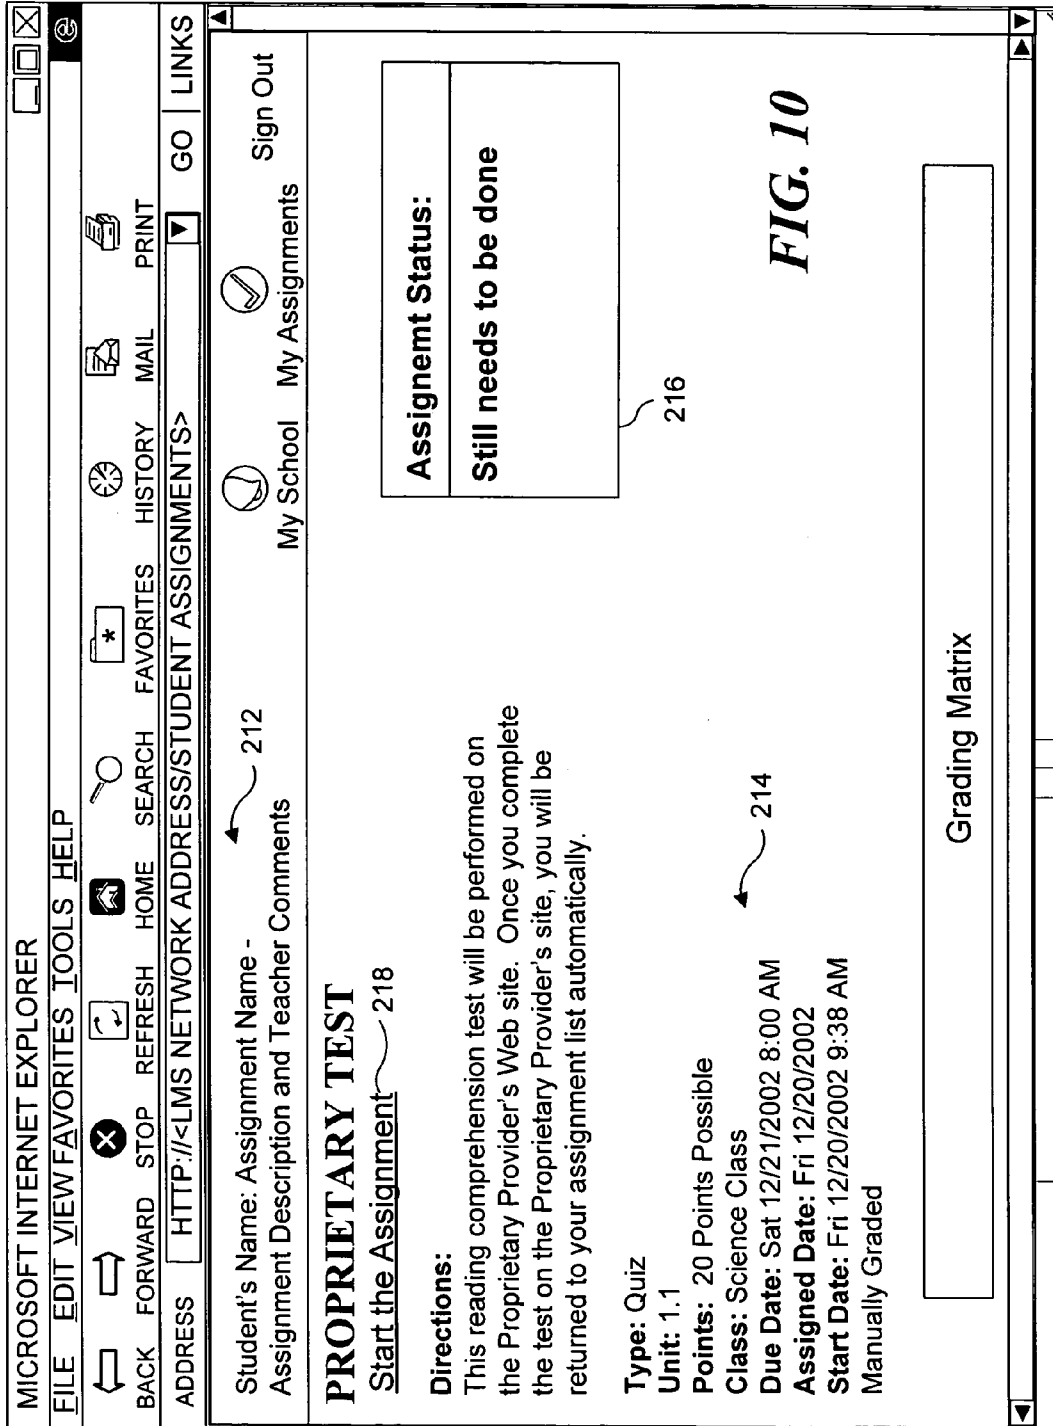 MICROSOFT INTERNET EXPLORER
FILE EDIT VIEW FAVORITES TOOLS HELP
BACK FORWARD STOP REFRESH HOME SEARCH FAVORITES HISTORY MAIL PRINT
ADDRESS HTTP://<LMS NETWORK ADDRESS/STUDENT ASSIGNMENTS> GO LINKS
Student's Name: Assignment Name -
Assignment Description and Teacher Comments
212
My School My Assignments Sign Out
PROPRIETARY TEST
Start the Assignment 218
Directions:
This reading comprehension test will be performed on
the Proprietary Provider's Web site. Once you complete
the test on the Proprietary Provider's site, you will be
returned to your assignment list automatically.
Assignemt Status:
Still needs to be done
216
Type: Quiz
Unit: 1.1
Points: 20 Points Possible
Class: Science Class
Due Date: Sat 12/21/2002 8:00 AM
Assigned Date: Fri 12/20/2002
Start Date: Fri 12/20/2002 9:38 AM
Manually Graded
214
FIG. 10
Grading Matrix